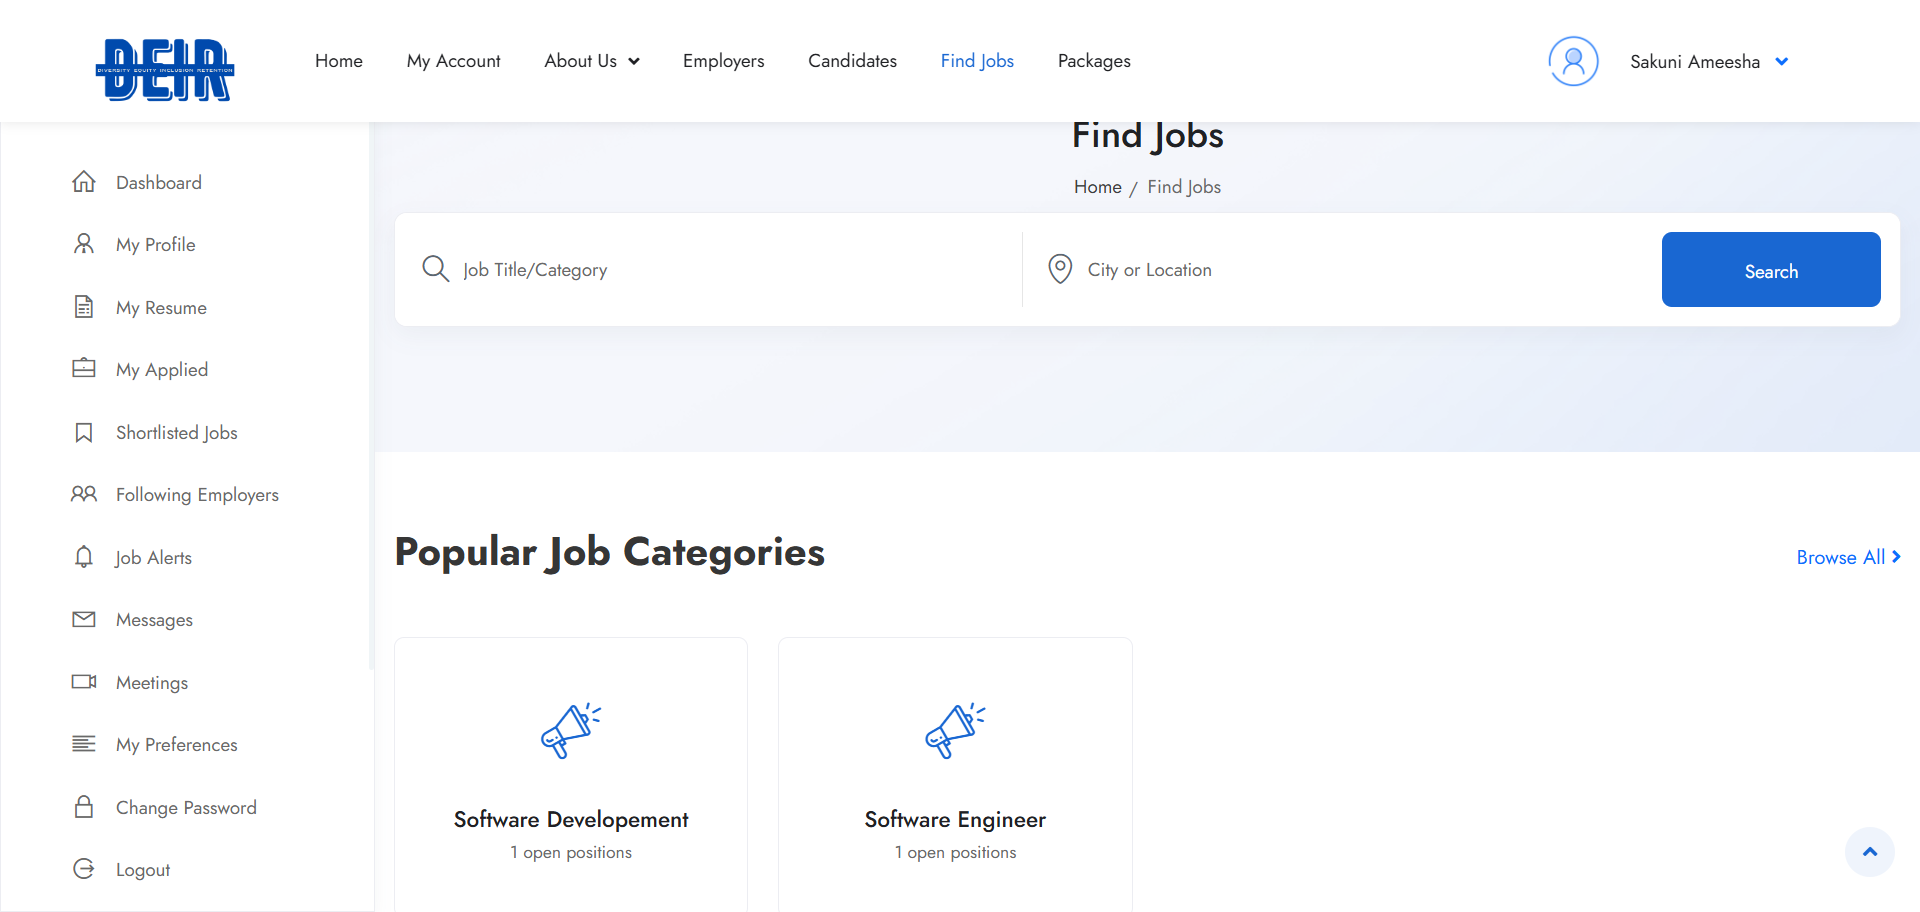 DEIR
DIVERSITY EQUITY INCLUSION RETENTION
Home My Account About Us Employers Candidates Find Jobs Packages
Sakuni Ameesha
Dashboard
My Profile
My Resume
My Applied
Shortlisted Jobs
Following Employers
Job Alerts
Messages
Meetings
My Preferences
Change Password
Logout
Find Jobs
Home / Find Jobs
Job Title/Category
City or Location
Search
Popular Job Categories
Browse All
Software Developement
1 open positions
Software Engineer
1 open positions